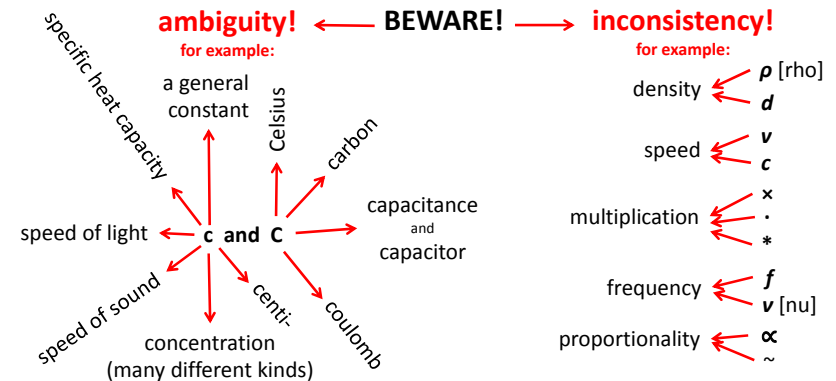 ambiguity! BEWARE! inconsistency!
for example: for example:
specific heat capacity
a general
constant
Celsius
carbon
speed of light
c and C
capacitance
and
capacitor
speed of sound
centi-
coulomb
concentration
(many different kinds)
density
ρ [rho]
d
speed
v
c
multiplication
×
·
*
frequency
f
ν [nu]
proportionality
∝
~